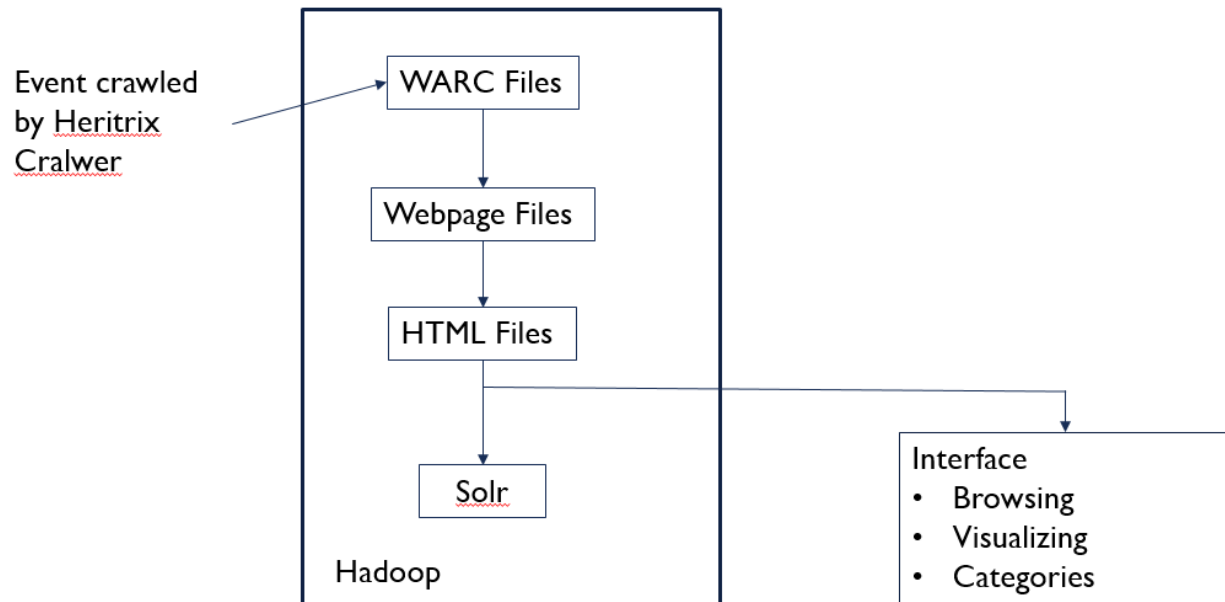 Event crawled
by Heritrix
Cralwer
WARC Files
Webpage Files
HTML Files
Solr
Hadoop
Interface
• Browsing
• Visualizing
• Categories